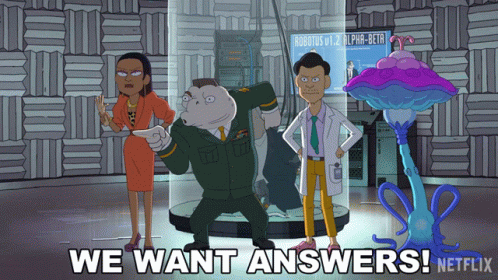 ROBOTUS v1.2 ALPHA-BETA
WE WANT ANSWERS!
NETFLIX